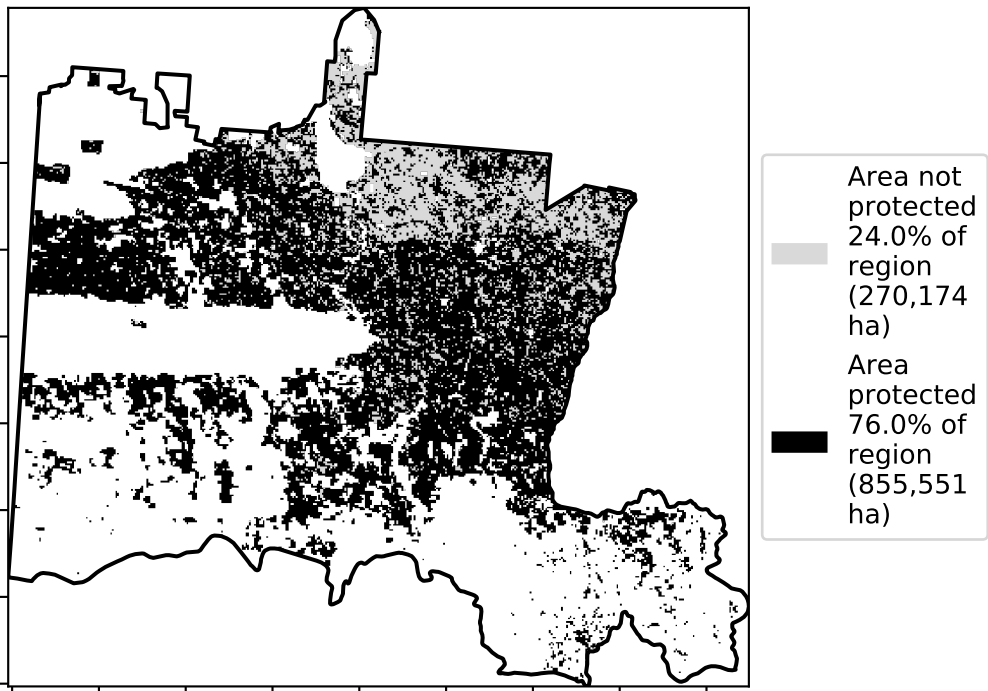 Area not
protected
24.0% of
region
(270,174
ha)
Area
protected
76.0% of
region
(855,551
ha)